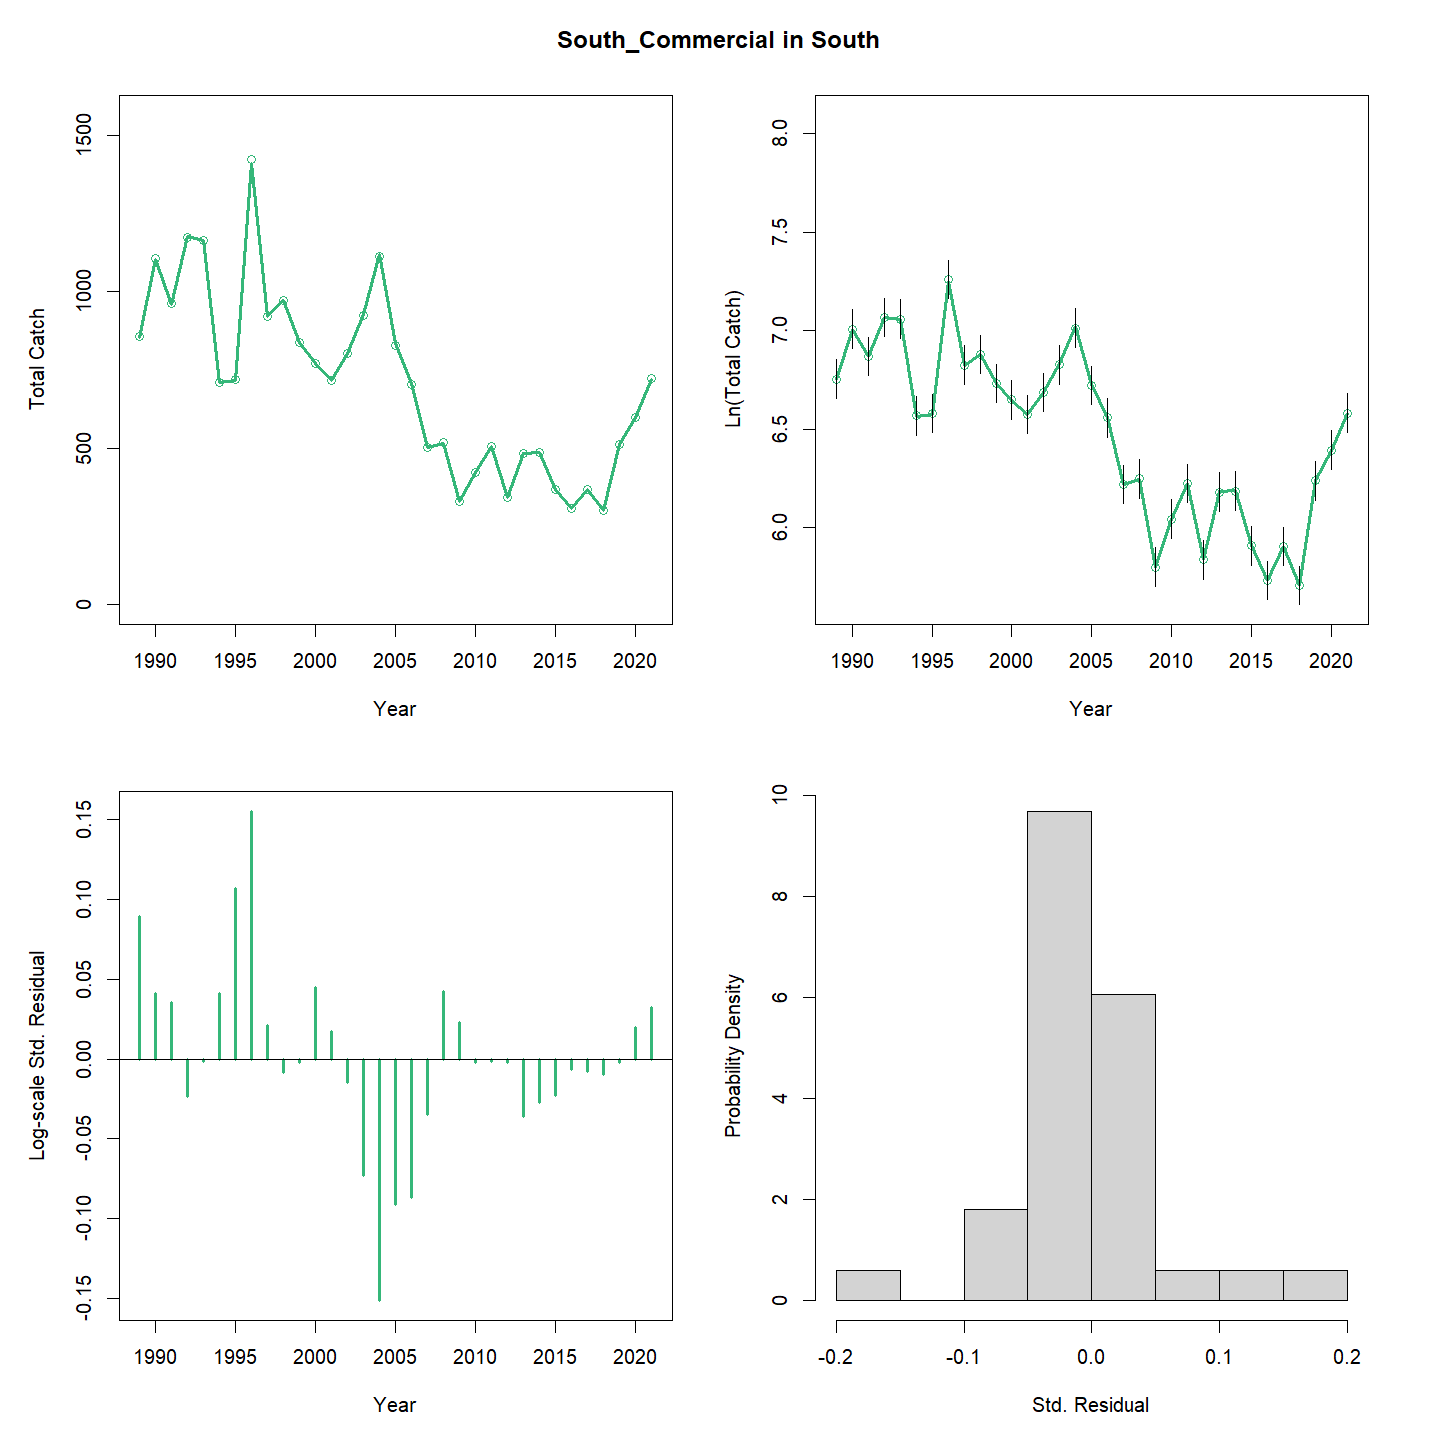 South_Commercial in South
Total Catch
1500
1000
500
0
1990 1995 2000 2005 2010 2015 2020
Year
Ln(Total Catch)
8.0
7.5
7.0
6.5
6.0
1990 1995 2000 2005 2010 2015 2020
Year
Log-scale Std. Residual
0.15
0.10
0.05
0.00
-0.05
-0.10
-0.15
1990 1995 2000 2005 2010 2015 2020
Year
Probability Density
10
8
6
4
2
0
-0.2 -0.1 0.0 0.1 0.2
Std. Residual